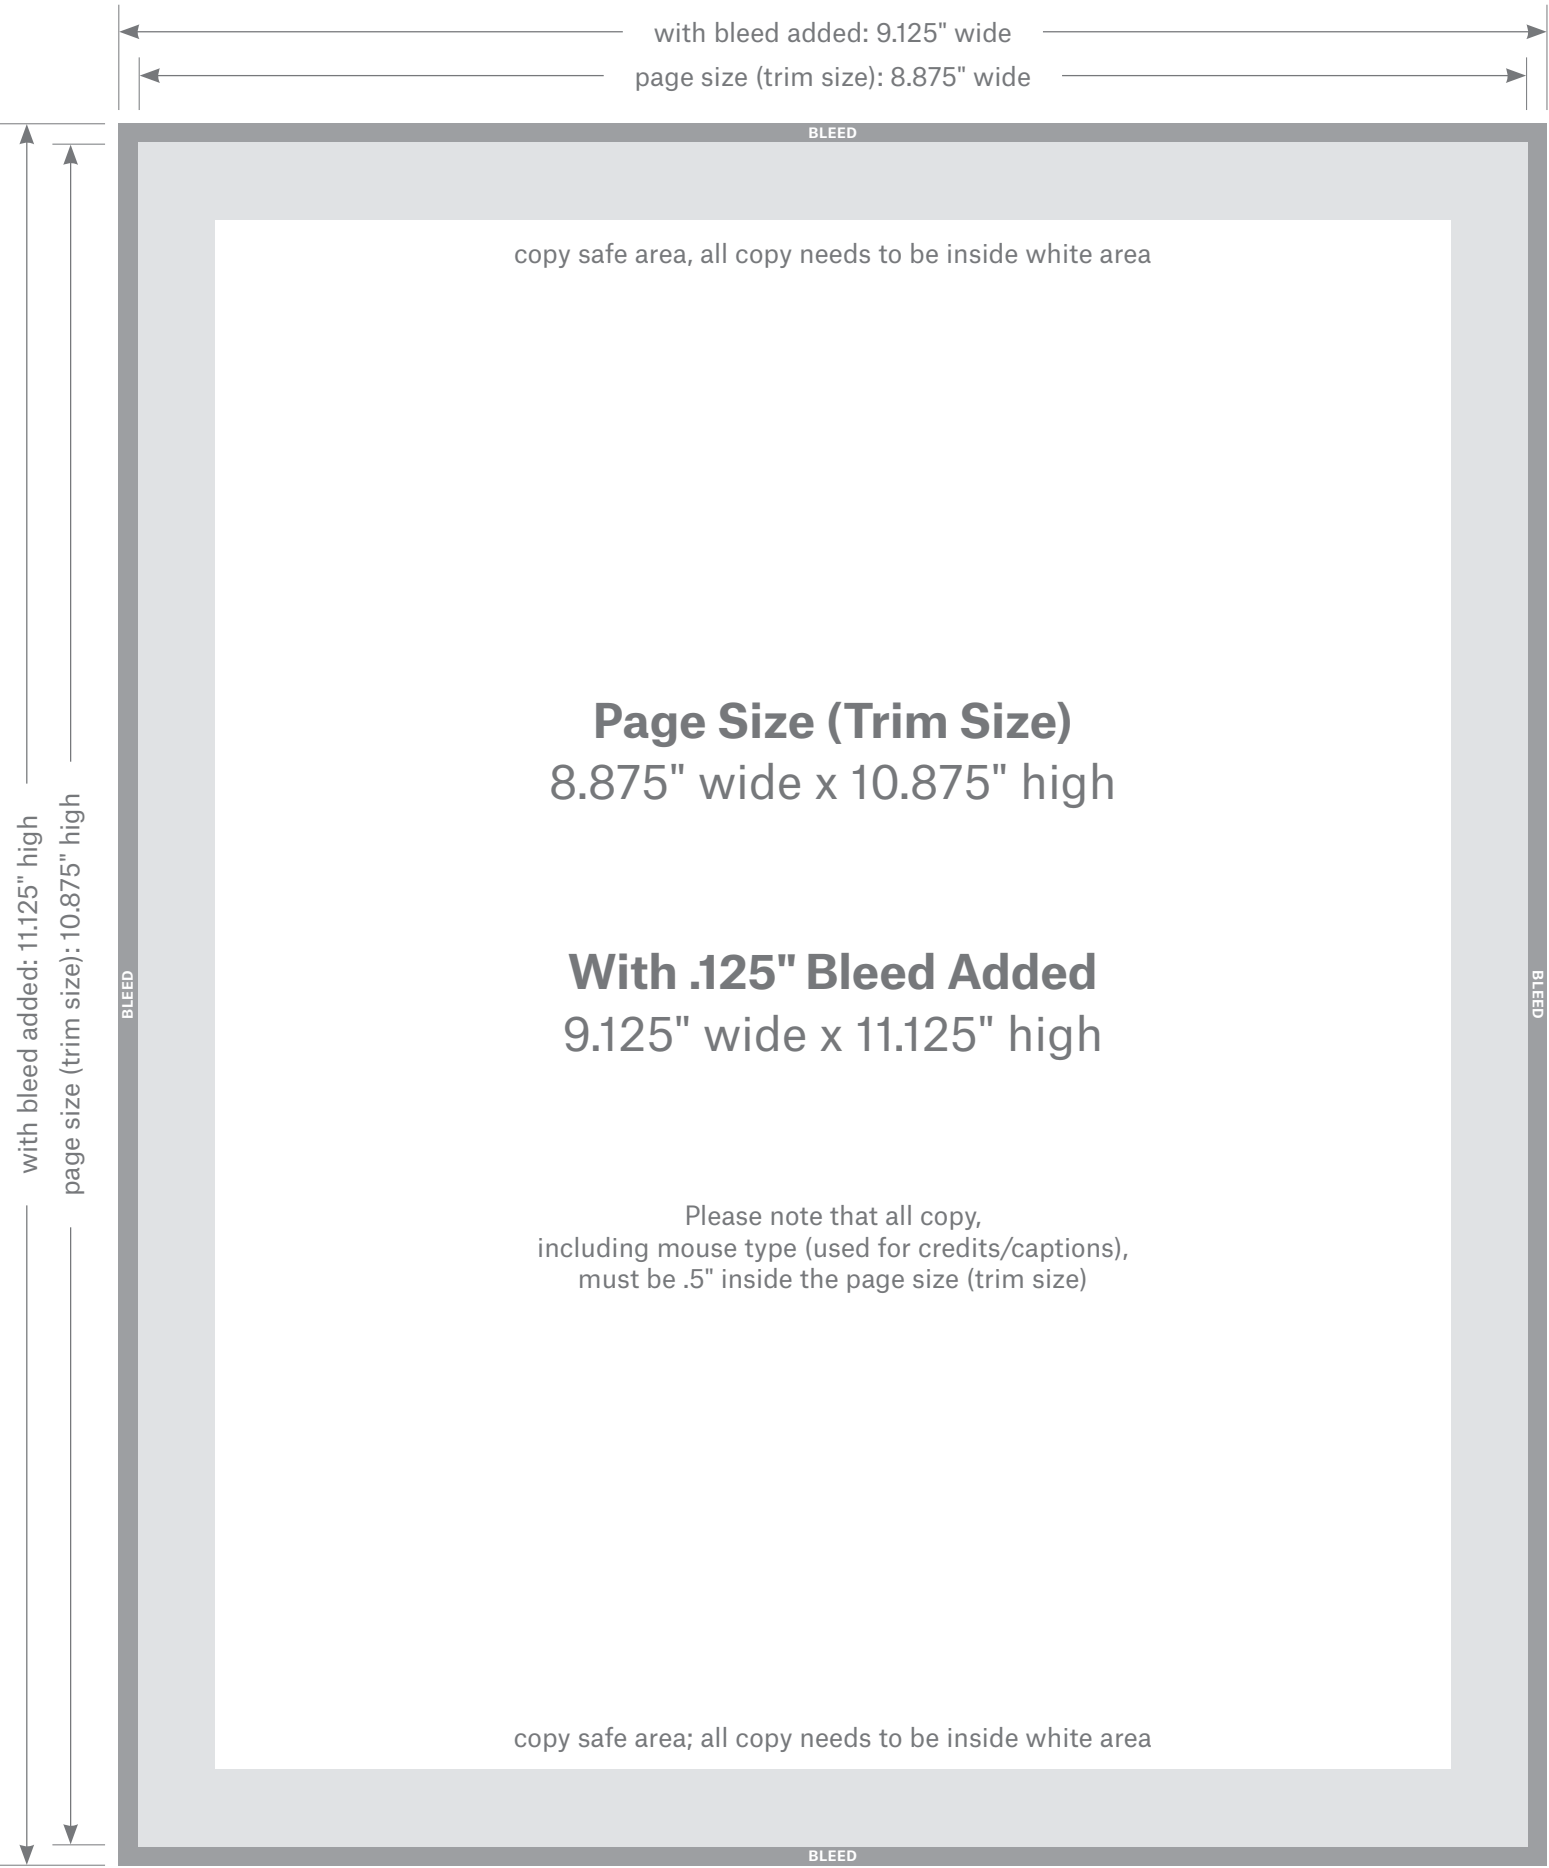 with bleed added: 9.125" wide
page size (trim size): 8.875" wide
BLEED
copy safe area, all copy needs to be inside white area
Page Size (Trim Size)
8.875" wide x 10.875" high
with bleed added: 11.125" high
page size (trim size): 10.875" high
BLEED
With .125" Bleed Added
9.125" wide x 11.125" high
BLEED
Please note that all copy,
including mouse type (used for credits/captions),
must be .5" inside the page size (trim size)
copy safe area; all copy needs to be inside white area
BLEED